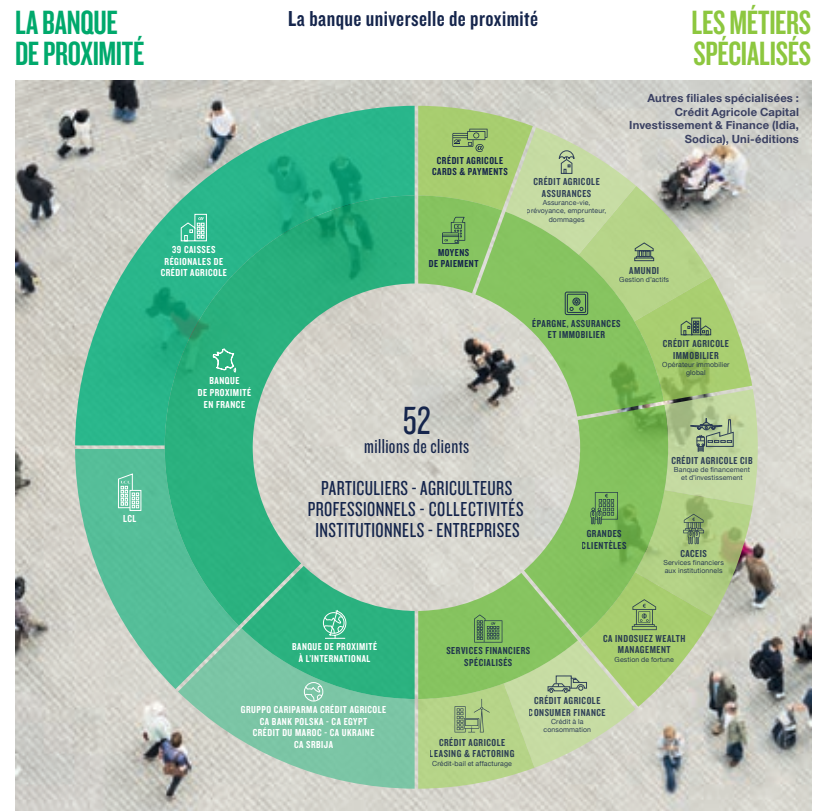 LA BANQUE
DE PROXIMITÉ
La banque universelle de proximité
LES MÉTIERS
SPÉCIALISÉS
Autres filiales spécialisées :
Crédit Agricole Capital
Investissement & Finance (Idia,
Sodica), Uni-éditions
CRÉDIT AGRICOLE
CARDS & PAYMENTS
MOYENS
DE PAIEMENT
CRÉDIT AGRICOLE
ASSURANCES
Assurance-vie,
prévoyance, emprunteur,
dommages
AMUNDI
Gestion d'actifs
ÉPARGNE, ASSURANCES
ET IMMOBILIER
CRÉDIT AGRICOLE
IMMOBILIER
Opérateur immobilier
global
39 CAISSES
RÉGIONALES DE
CRÉDIT AGRICOLE
BANQUE
DE PROXIMITÉ
EN FRANCE
LCL
52
millions de clients
PARTICULIERS - AGRICULTEURS
PROFESSIONNELS - COLLECTIVITÉS
INSTITUTIONNELS - ENTREPRISES
CRÉDIT AGRICOLE CIB
Banque de financement
et d'investissement
GRANDES
CLIENTÈLES
CACEIS
Services financiers
aux institutionnels
CA INDOSUEZ WEALTH
MANAGEMENT
Gestion de fortune
BANQUE DE PROXIMITÉ
À L'INTERNATIONAL
SERVICES FINANCIERS
SPÉCIALISÉS
GRUPPO CARIPARMA CRÉDIT AGRICOLE
CA BANK POLSKA - CA EGYPT
CRÉDIT DU MAROC - CA UKRAINE
CA SRBIJA
CRÉDIT AGRICOLE
LEASING & FACTORING
Crédit-bail et affacturage
CRÉDIT AGRICOLE
CONSUMER FINANCE
Crédit à la
consommation